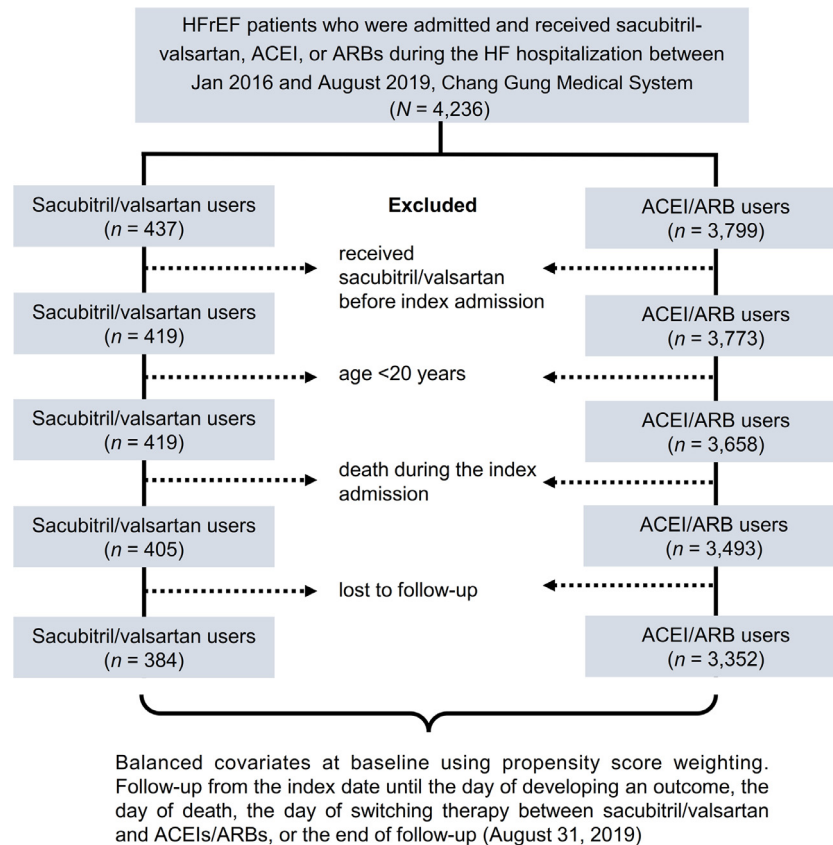 HFrEF patients who were admitted and received sacubitril-
valsartan, ACEI, or ARBs during the HF hospitalization between
Jan 2016 and August 2019, Chang Gung Medical System
(N = 4,236)
Sacubitril/valsartan users
(n = 437)
Excluded
ACEI/ARB users
(n = 3,799)
received
sacubitril/valsartan
before index admission
Sacubitril/valsartan users
(n = 419)
ACEI/ARB users
(n = 3,773)
age <20 years
Sacubitril/valsartan users
(n = 419)
ACEI/ARB users
(n = 3,658)
death during the index
admission
Sacubitril/valsartan users
(n = 405)
ACEI/ARB users
(n = 3,493)
lost to follow-up
Sacubitril/valsartan users
(n = 384)
ACEI/ARB users
(n = 3,352)
Balanced covariates at baseline using propensity score weighting.
Follow-up from the index date until the day of developing an outcome, the
day of death, the day of switching therapy between sacubitril/valsartan
and ACEIs/ARBs, or the end of follow-up (August 31, 2019)